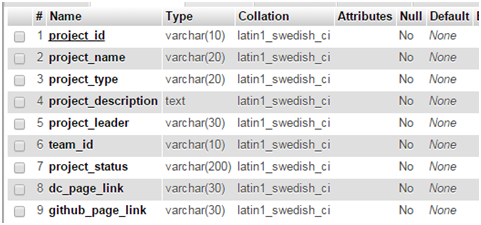 # Name Type Collation Attributes Null Default
1 project_id varchar(10) latin1_swedish_ci No None
2 project_name varchar(20) latin1_swedish_ci No None
3 project_type varchar(20) latin1_swedish_ci No None
4 project_description text latin1_swedish_ci No None
5 project_leader varchar(30) latin1_swedish_ci No None
6 team_id varchar(10) latin1_swedish_ci No None
7 project_status varchar(200) latin1_swedish_ci No None
8 dc_page_link varchar(30) latin1_swedish_ci No None
9 github_page_link varchar(30) latin1_swedish_ci No None